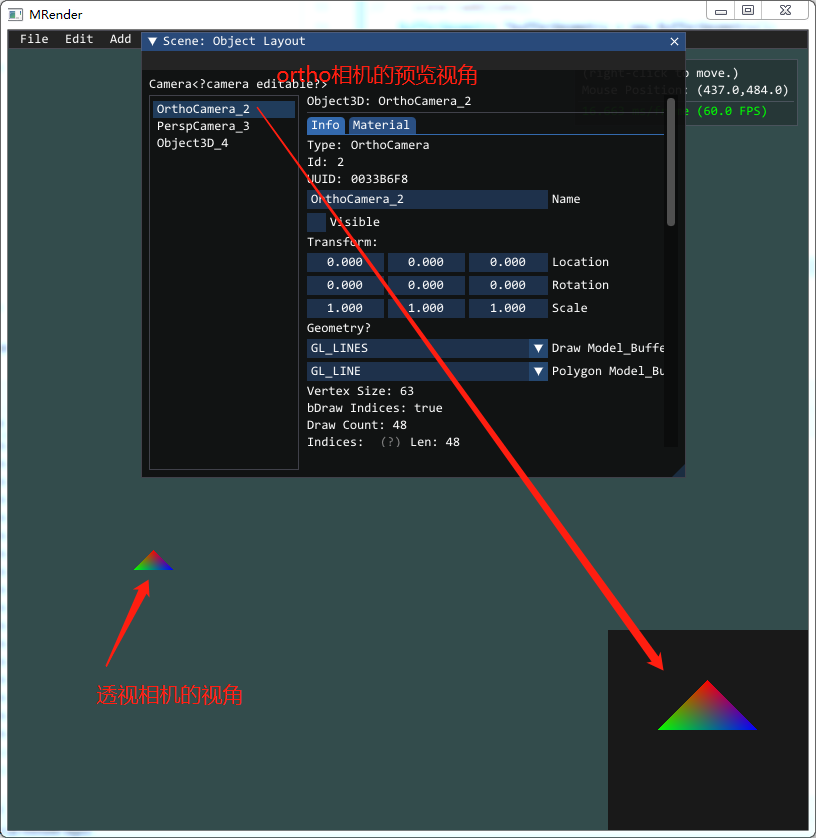 MRender
File Edit Add
Scene: Object Layout
ortho相机的预览视角
(right-click to move.)
Camera<?camera editable?>
Mouse Position: (437.0,484.0)
OrthoCamera_2
PerspCamera_3
Object3D_4
Object3D: OrthoCamera_2
(60.0 FPS)
Info Material
Type: OrthoCamera
Id: 2
UUID: 0033B6F8
OrthoCamera_2 Name
Visible
Transform:
0.000 0.000 0.000 Location
0.000 0.000 0.000 Rotation
1.000 1.000 1.000 Scale
Geometry?
GL_LINES Draw Model_Buffe
GL_LINE Polygon Model_Bu
Vertex Size: 63
bDraw Indices: true
Draw Count: 48
Indices: (?) Len: 48
透视相机的视角